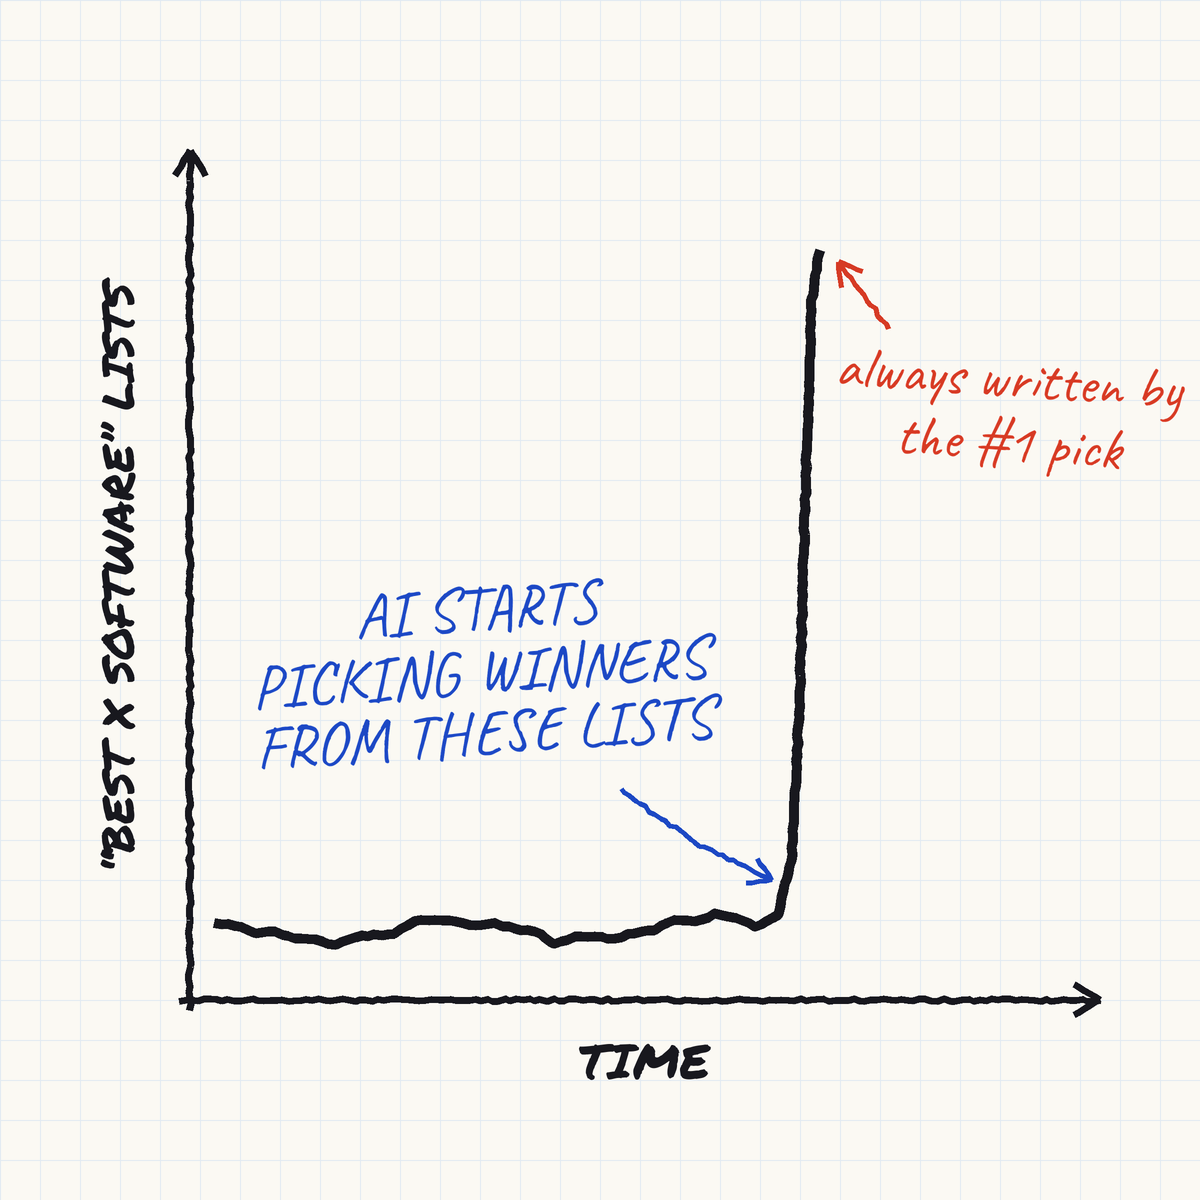 "BEST X SOFTWARE" LISTS
always written by
the #1 pick
AI STARTS
PICKING WINNERS
FROM THESE LISTS
TIME